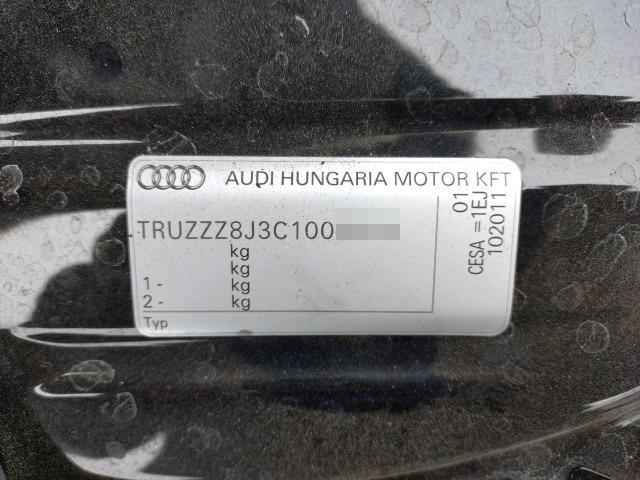 AUDI HUNGARIA MOTOR KFT
TRUZZZ8J3C100
kg
kg
1 - kg
2 - kg
Typ
01
CESA =1EJ
102011